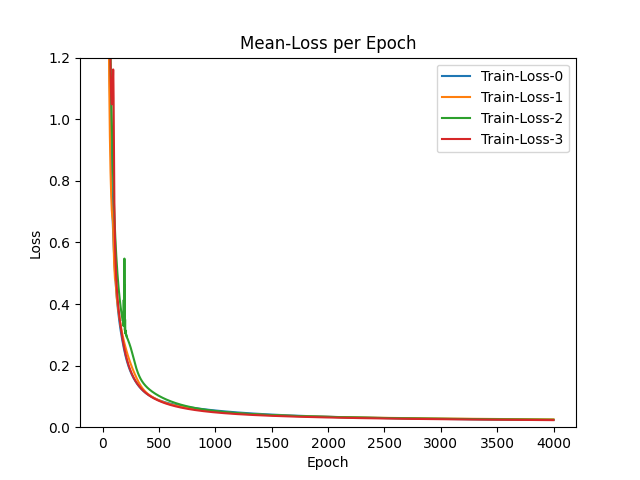 Mean-Loss per Epoch
Train-Loss-0
Train-Loss-1
Train-Loss-2
Train-Loss-3
Loss
1.2
1.0
0.8
0.6
0.4
0.2
0.0
0 500 1000 1500 2000 2500 3000 3500 4000
Epoch